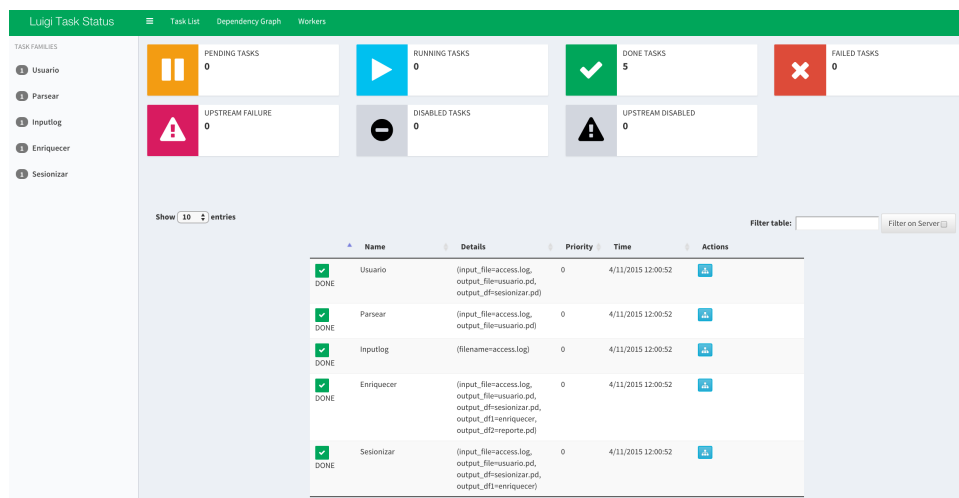 Luigi Task Status
Task List Dependency Graph Workers
TASK FAMILIES
1 Usuario
1 Parsear
1 Inputlog
1 Enriquecer
1 Sesionizar
PENDING TASKS
0
RUNNING TASKS
0
DONE TASKS
5
FAILED TASKS
0
UPSTREAM FAILURE
0
DISABLED TASKS
0
UPSTREAM DISABLED
0
Show 10 entries
Filter table:
Filter on Server
Name Details Priority Time Actions
DONE
Usuario
(input_file=access.log,
output_file=usuario.pd,
output_df=sesionizar.pd)
0
4/11/2015 12:00:52
DONE
Parsear
(input_file=access.log,
output_file=usuario.pd)
0
4/11/2015 12:00:52
DONE
Inputlog
(filename=access.log)
0
4/11/2015 12:00:52
DONE
Enriquecer
(input_file=access.log,
output_file=usuario.pd,
output_df=sesionizar.pd,
output_df1=enriquecer,
output_df2=reporte.pd)
0
4/11/2015 12:00:52
DONE
Sesionizar
(input_file=access.log,
output_file=usuario.pd,
output_df=sesionizar.pd,
output_df1=enriquecer)
0
4/11/2015 12:00:52